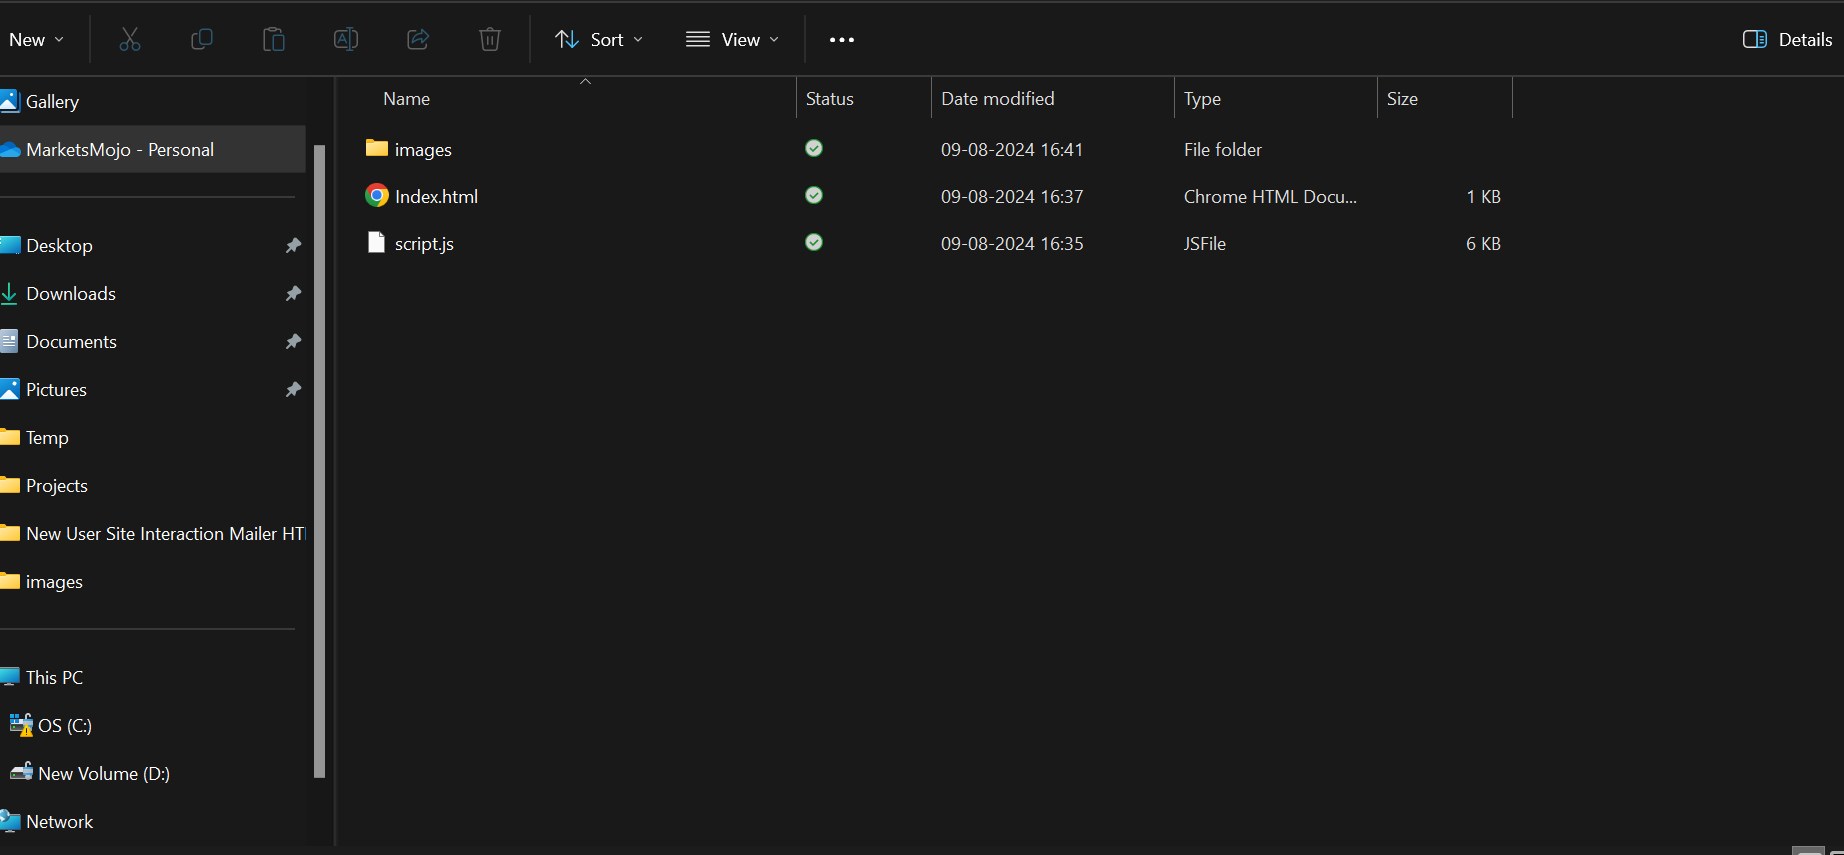 New Sort View Details
Name Status Date modified Type Size
Gallery
MarketsMojo - Personal
images 09-08-2024 16:41 File folder
Index.html 09-08-2024 16:37 Chrome HTML Docu... 1 KB
script.js 09-08-2024 16:35 JSFile 6 KB
Desktop
Downloads
Documents
Pictures
Temp
Projects
New User Site Interaction Mailer HT
images
This PC
OS (C:)
New Volume (D:)
Network